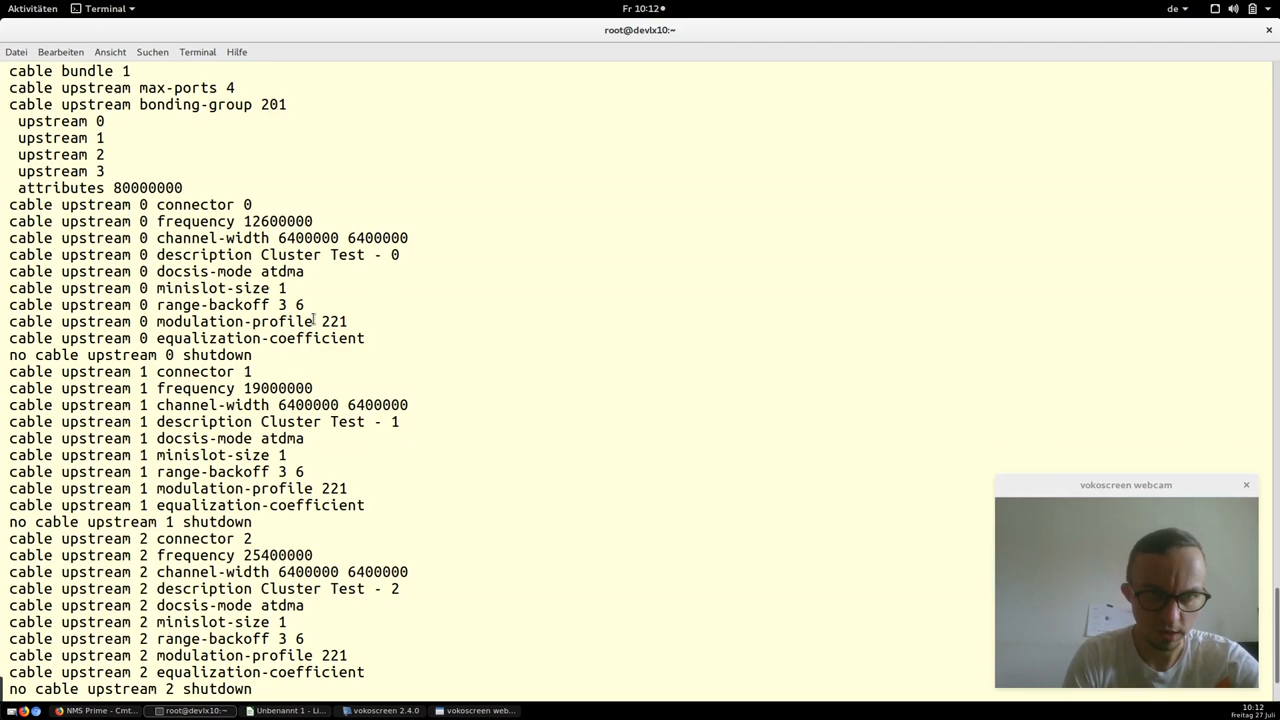 Aktivitäten Terminal Fr 10:12 de
root@devlx10:~ ×
Datei Bearbeiten Ansicht Suchen Terminal Hilfe
cable bundle 1
cable upstream max-ports 4
cable upstream bonding-group 201
upstream 0
upstream 1
upstream 2
upstream 3
attributes 80000000
cable upstream 0 connector 0
cable upstream 0 frequency 12600000
cable upstream 0 channel-width 6400000 6400000
cable upstream 0 description Cluster Test - 0
cable upstream 0 docsis-mode atdma
cable upstream 0 minislot-size 1
cable upstream 0 range-backoff 3 6
cable upstream 0 modulation-profile 221
cable upstream 0 equalization-coefficient
no cable upstream 0 shutdown
cable upstream 1 connector 1
cable upstream 1 frequency 19000000
cable upstream 1 channel-width 6400000 6400000
cable upstream 1 description Cluster Test - 1
cable upstream 1 docsis-mode atdma
cable upstream 1 minislot-size 1
cable upstream 1 range-backoff 3 6
cable upstream 1 modulation-profile 221
cable upstream 1 equalization-coefficient
no cable upstream 1 shutdown
cable upstream 2 connector 2
cable upstream 2 frequency 25400000
cable upstream 2 channel-width 6400000 6400000
cable upstream 2 description Cluster Test - 2
cable upstream 2 docsis-mode atdma
cable upstream 2 minislot-size 1
cable upstream 2 range-backoff 3 6
cable upstream 2 modulation-profile 221
cable upstream 2 equalization-coefficient
no cable upstream 2 shutdown
vokoscreen webcam ×
NMS Prime - Cmt... root@devlx10:~ Unbenannt 1 - Li... vokoscreen 2.4.0 vokoscreen web... 10:12
Freitag 27 Juli